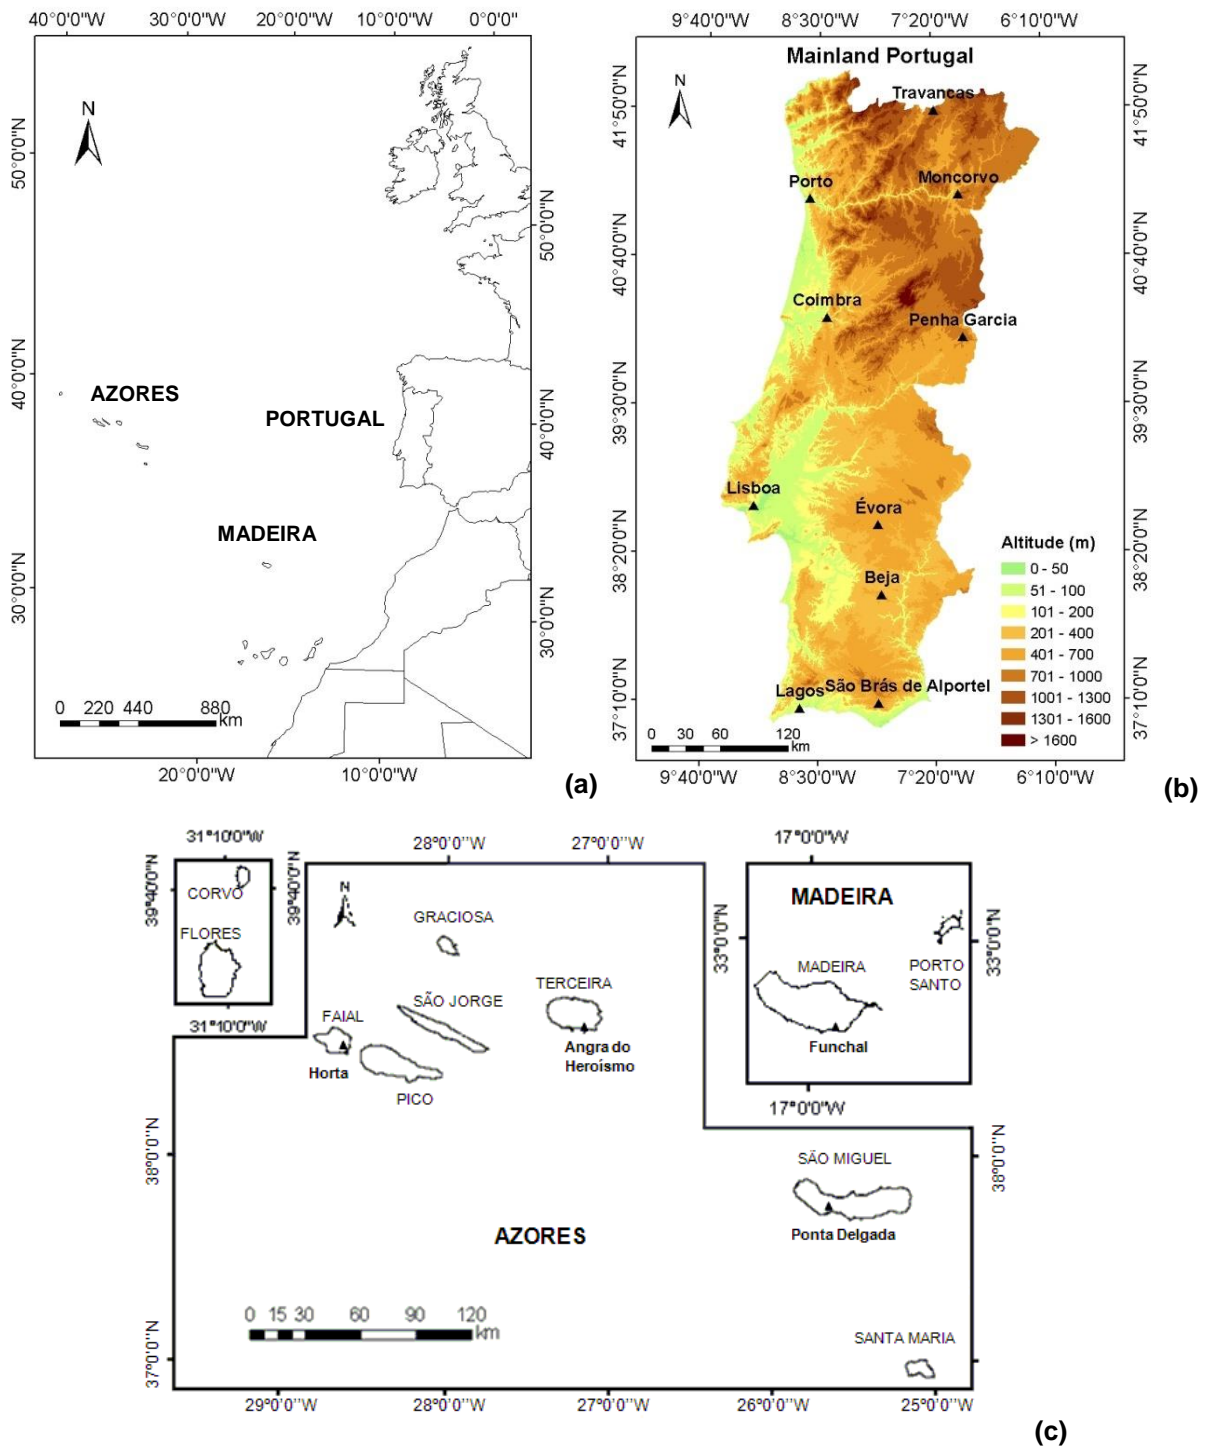 40°0'0"W 30°0'0"W 20°0'0"W 10°0'0"W 0°0'0"
N
50°0'0"N
50°0'0"N
40°0'0"N
40°0'0"N
30°0'0"N
30°0'0"N
AZORES
PORTUGAL
MADEIRA
0 220 440 880
km
20°0'0"W 10°0'0"W
(a)
9°40'0"W 8°30'0"W 7°20'0"W 6°10'0"W
Mainland Portugal
N
41°50'0"N
41°50'0"N
40°40'0"N
40°40'0"N
39°30'0"N
39°30'0"N
38°20'0"N
38°20'0"N
37°10'0"N
37°10'0"N
Travancas
Porto
Moncorvo
Coimbra
Penha Garcia
Lisboa
Évora
Beja
Lagos
São Brás de Alportel
Altitude (m)
0 - 50
51 - 100
101 - 200
201 - 400
401 - 700
701 - 1000
1001 - 1300
1301 - 1600
> 1600
0 30 60 120
km
9°40'0"W 8°30'0"W 7°20'0"W 6°10'0"W
(b)
31°10'0"W
39°40'0"N
39°40'0"N
CORVO
FLORES
31°10'0"W
28°0'0"W 27°0'0"W
N
GRACIOSA
TERCEIRA
SÃO JORGE
FAIAL
Angra do
Heroísmo
Horta
PICO
17°0'0"W
MADEIRA
33°0'0"N
33°0'0"N
MADEIRA
PORTO
SANTO
Funchal
17°0'0"W
38°0'0"N
38°0'0"N
SÃO MIGUEL
Ponta Delgada
AZORES
0 15 30 60 90 120
km
SANTA MARIA
37°0'0"N
29°0'0"W 28°0'0"W 27°0'0"W 26°0'0"W 25°0'0"W
(c)